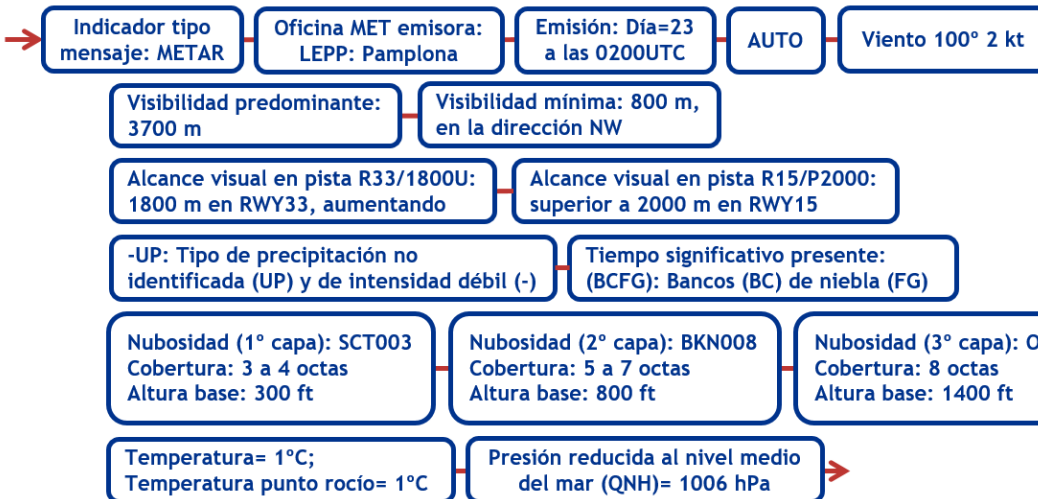 Indicador tipo
mensaje: METAR
Oficina MET emisora:
LEPP: Pamplona
Emisión: Día=23
a las 0200UTC
AUTO
Viento 100º 2 kt
Visibilidad predominante:
3700 m
Visibilidad mínima: 800 m,
en la dirección NW
Alcance visual en pista R33/1800U:
1800 m en RWY33, aumentando
Alcance visual en pista R15/P2000:
superior a 2000 m en RWY15
-UP: Tipo de precipitación no
identificada (UP) y de intensidad débil (-)
Tiempo significativo presente:
(BCFG): Bancos (BC) de niebla (FG)
Nubosidad (1º capa): SCT003
Cobertura: 3 a 4 octas
Altura base: 300 ft
Nubosidad (2º capa): BKN008
Cobertura: 5 a 7 octas
Altura base: 800 ft
Nubosidad (3º capa):
Cobertura: 8 octas
Altura base: 1400 ft
Temperatura= 1ºC;
Temperatura punto rocío= 1ºC
Presión reducida al nivel medio
del mar (QNH)= 1006 hPa